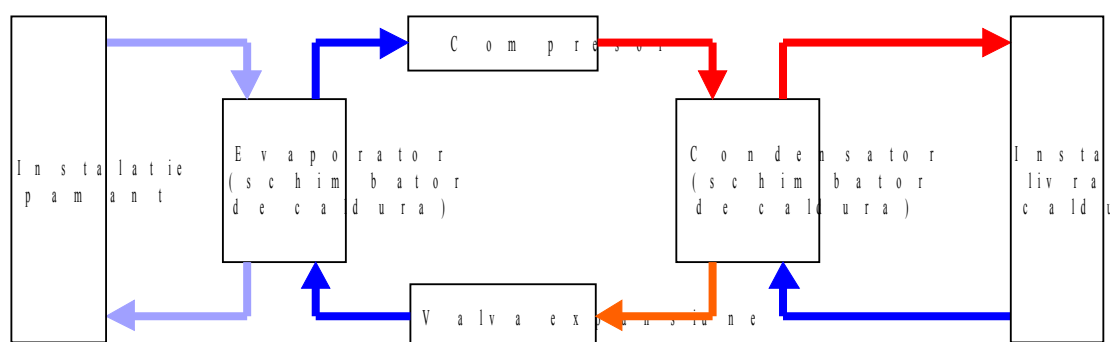 Compresor
Instalatie
pamant
Evaporator
(schimbator
de caldura)
Condensator
(schimbator
de caldura)
Insta
livra
caldu
Valva expansiune